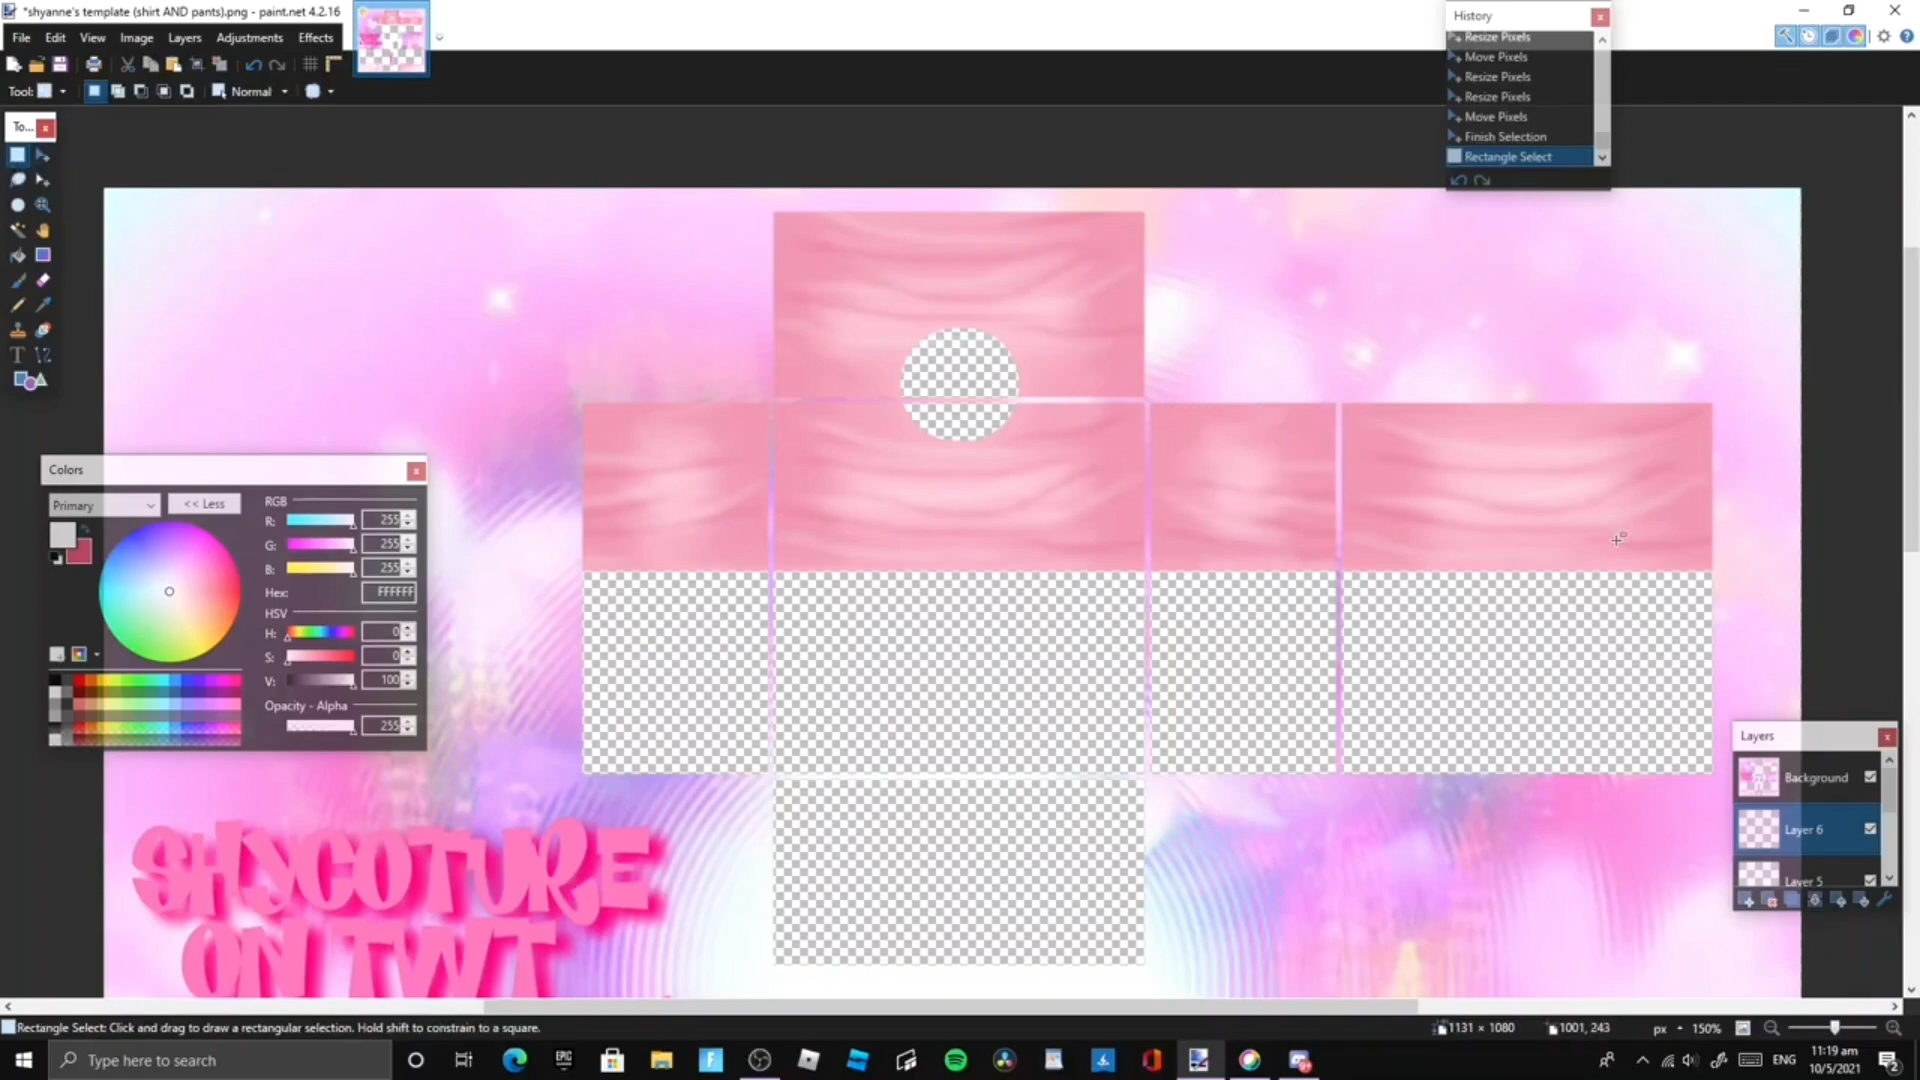 *shyanne's template (shirt AND pants).png - paint.net 4.2.16
File Edit View Image Layers Adjustments Effects
Tool: Normal
To...
History
Resize Pixels
Move Pixels
Resize Pixels
Resize Pixels
Move Pixels
Finish Selection
Rectangle Select
Colors
Primary
<< Less
RGB
R: 255
G: 255
B: 255
Hex: FFFFFF
HSV
H: 0
S: 0
V: 100
Opacity - Alpha
255
SHYCOTURE
ON TWT
Layers
Background
Layer 6
Layer 5
Rectangle Select: Click and drag to draw a rectangular selection. Hold shift to constrain to a square.
1131 × 1080
1001, 243
px
150%
Type here to search
EPIC
ENG
11:19 am
10/5/2021
2